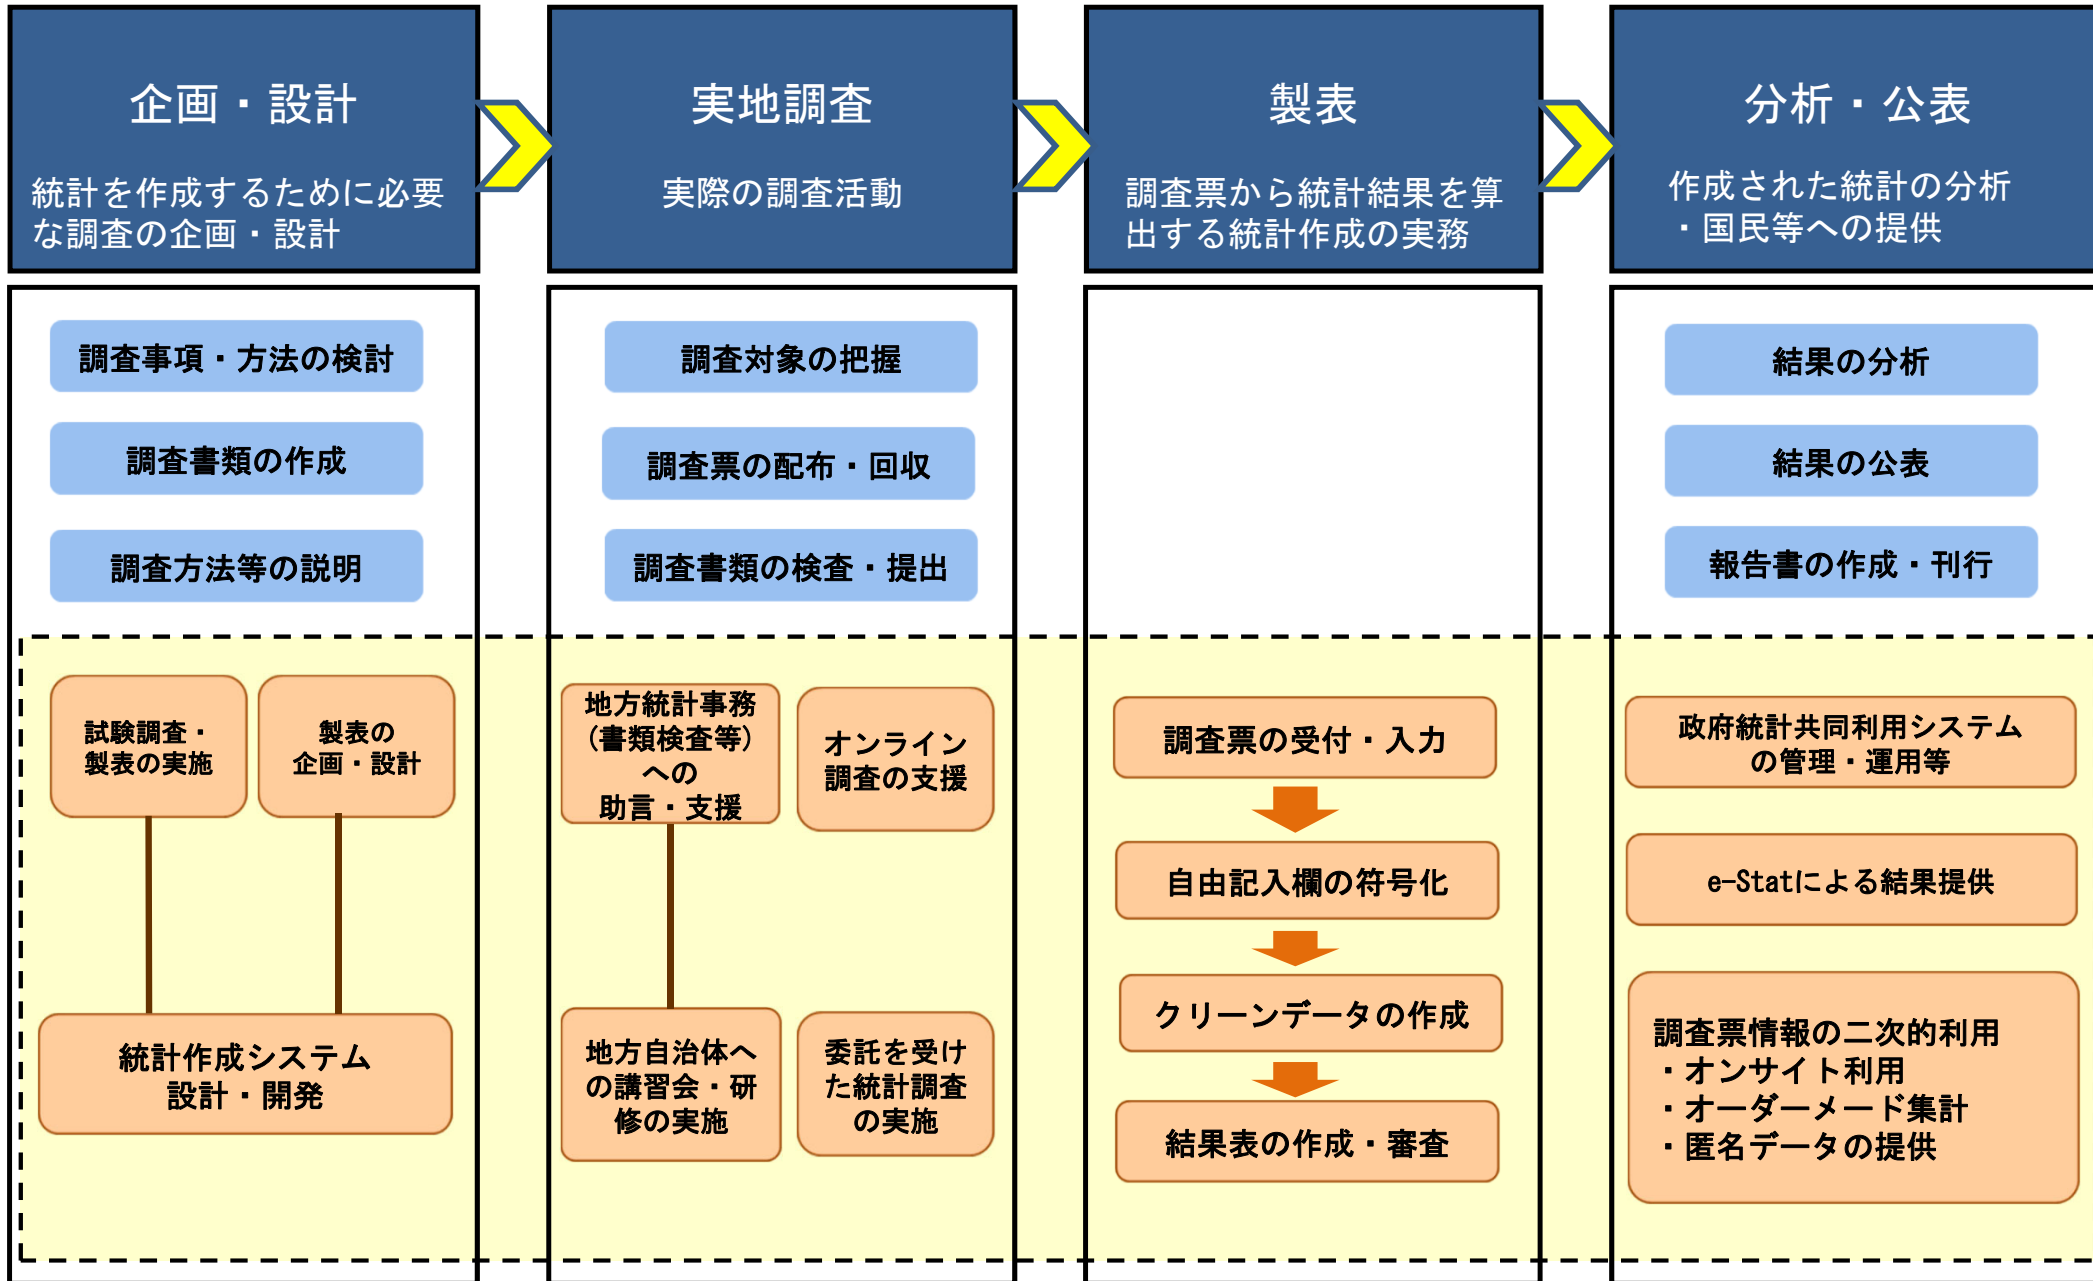 企画・設計
統計を作成するために必要
な調査の企画・設計
実地調査
実際の調査活動
製表
調査票から統計結果を算
出する統計作成の実務
分析・公表
作成された統計の分析
・国民等への提供
調査事項・方法の検討
調査書類の作成
調査方法等の説明
試験調査・
製表の実施
製表の
企画・設計
統計作成システム
設計・開発
調査対象の把握
調査票の配布・回収
調査書類の検査・提出
地方統計事務
(書類検査等)
への
助言・支援
オンライン
調査の支援
地方自治体へ
の講習会・研
修の実施
委託を受け
た統計調査
の実施
調査票の受付・入力
自由記入欄の符号化
クリーンデータの作成
結果表の作成・審査
結果の分析
結果の公表
報告書の作成・刊行
政府統計共同利用システム
の管理・運用等
e-Statによる結果提供
調査票情報の二次的利用
・オンサイト利用
・オーダーメード集計
・匿名データの提供